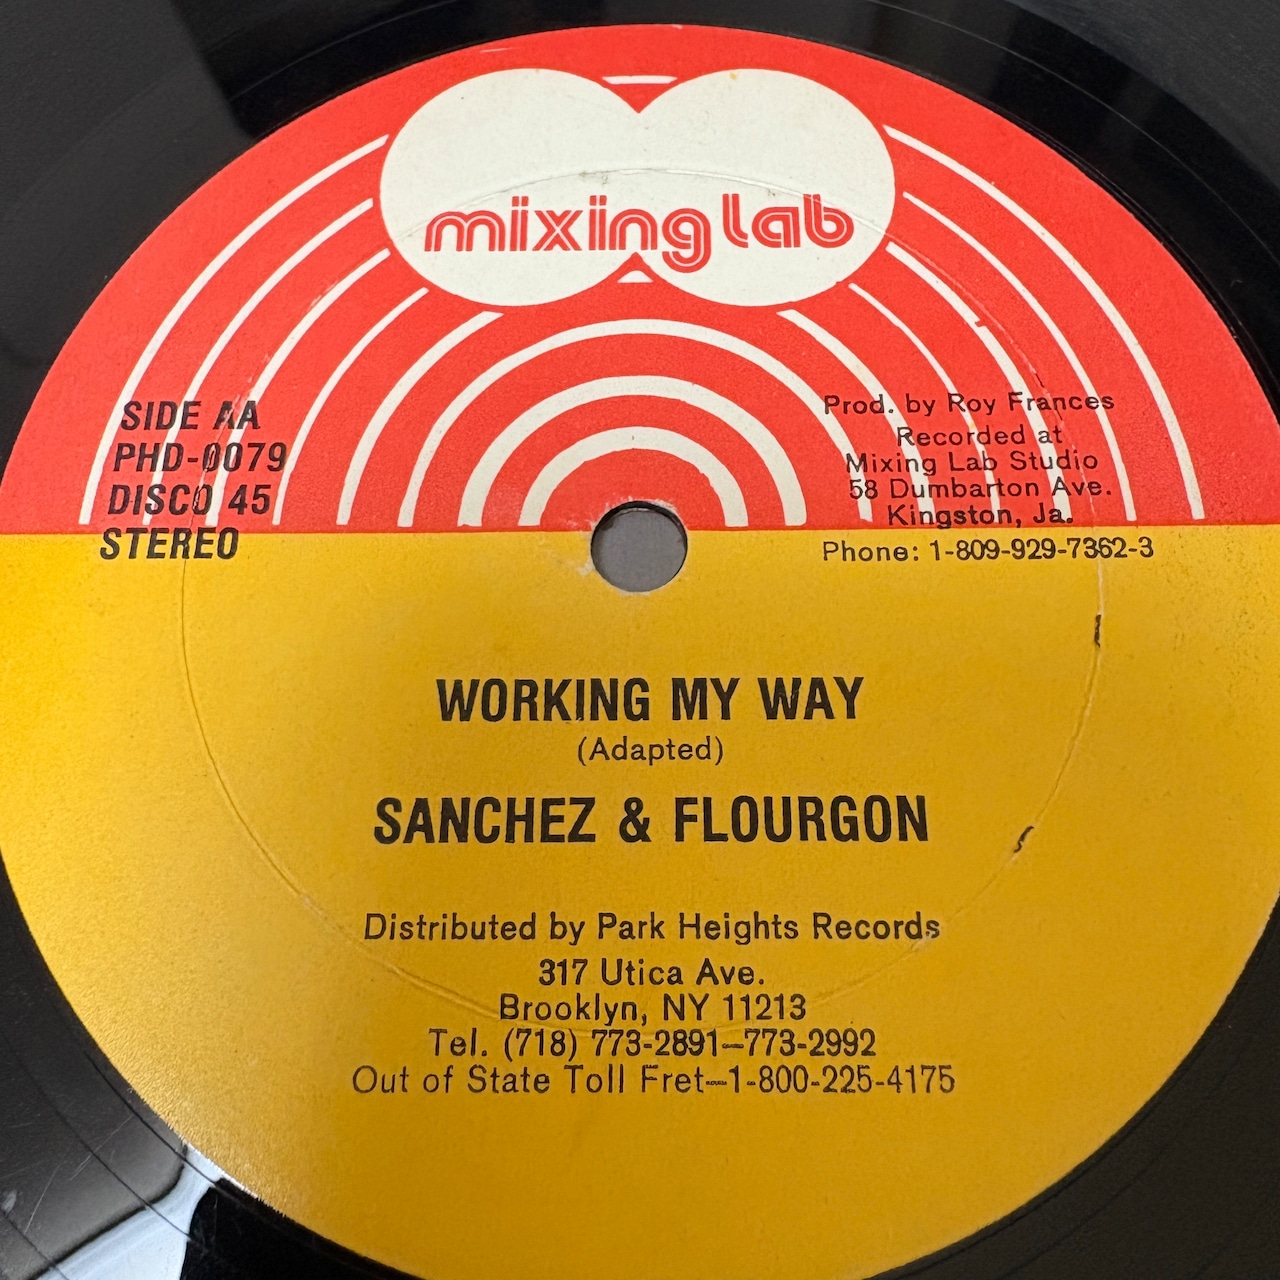 mixing lab
SIDE AA
PHD-0079
DISCO 45
STEREO
Prod. by Roy Frances
Recorded at
Mixing Lab Studio
58 Dumbarton Ave.
Kingston, Ja.
Phone: 1-809-929-7362-3
WORKING MY WAY
(Adapted)
SANCHEZ & FLOURGON
Distributed by Park Heights Records
317 Utica Ave.
Brooklyn, NY 11213
Tel. (718) 773-2891—773-2992
Out of State Toll Fret—1-800-225-4175